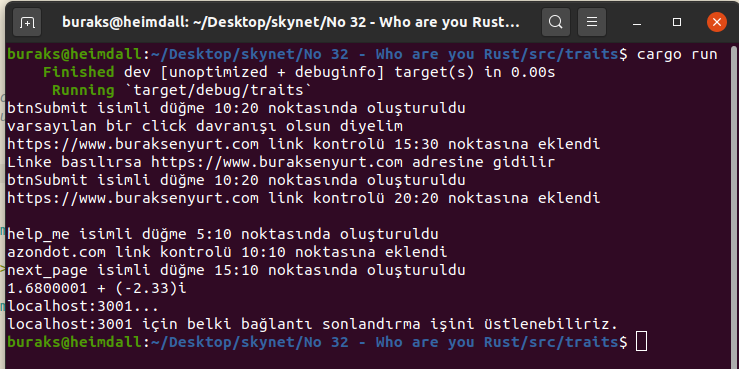 buraks@heimdall: ~/Desktop/skynet/No 32 - Who are you Rust...
buraks@heimdall:~/Desktop/skynet/No 32 - Who are you Rust/src/traits$ cargo run
Finished dev [unoptimized + debuginfo] target(s) in 0.00s
Running `target/debug/traits`
btnSubmit isimli düğme 10:20 noktasında oluşturuldu
varsayılan bir click davranışı olsun diyelim
https://www.buraksenyurt.com link kontrolü 15:30 noktasına eklendi
Linke basılırsa https://www.buraksenyurt.com adresine gidilir
btnSubmit isimli düğme 10:20 noktasında oluşturuldu
https://www.buraksenyurt.com link kontrolü 20:20 noktasına eklendi
help_me isimli düğme 5:10 noktasında oluşturuldu
azondot.com link kontrolü 10:10 noktasına eklendi
next_page isimli düğme 15:10 noktasında oluşturuldu
1.6800001 + (-2.33)i
localhost:3001...
localhost:3001 için belki bağlantı sonlandırma işini üstlenebiliriz.
buraks@heimdall:~/Desktop/skynet/No 32 - Who are you Rust/src/traits$